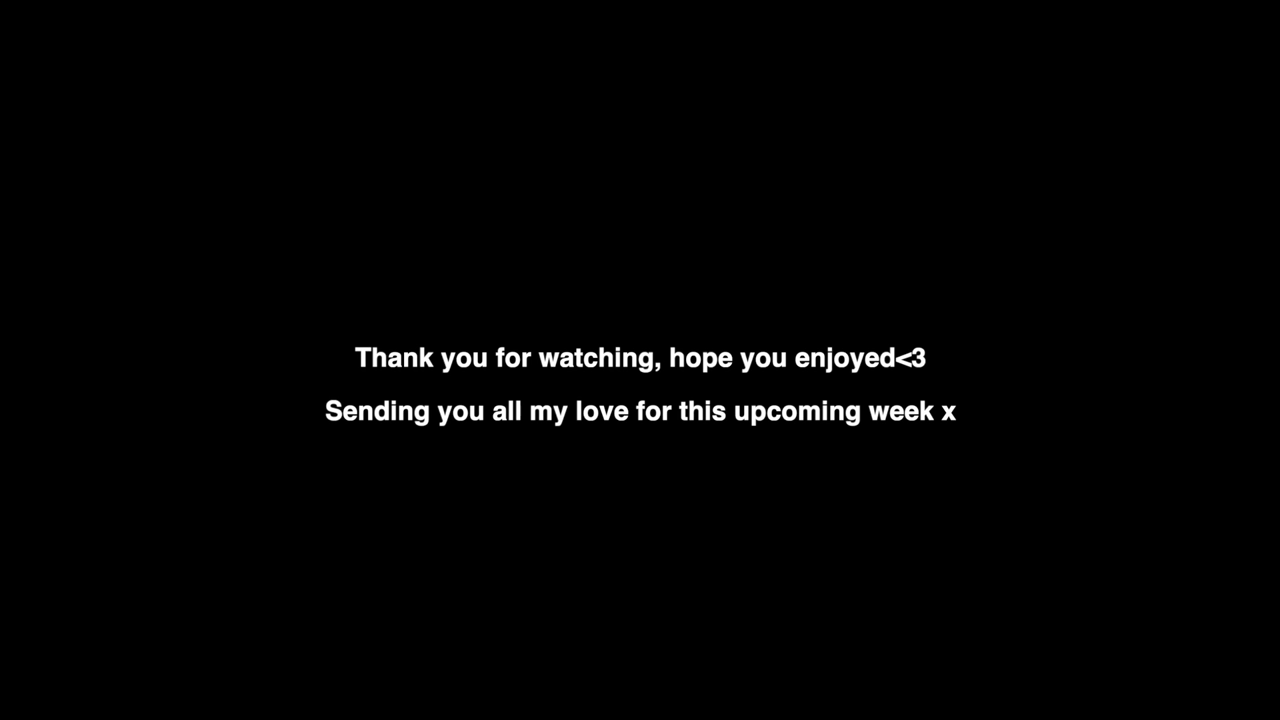 Thank you for watching, hope you enjoyed<3
Sending you all my love for this upcoming week x